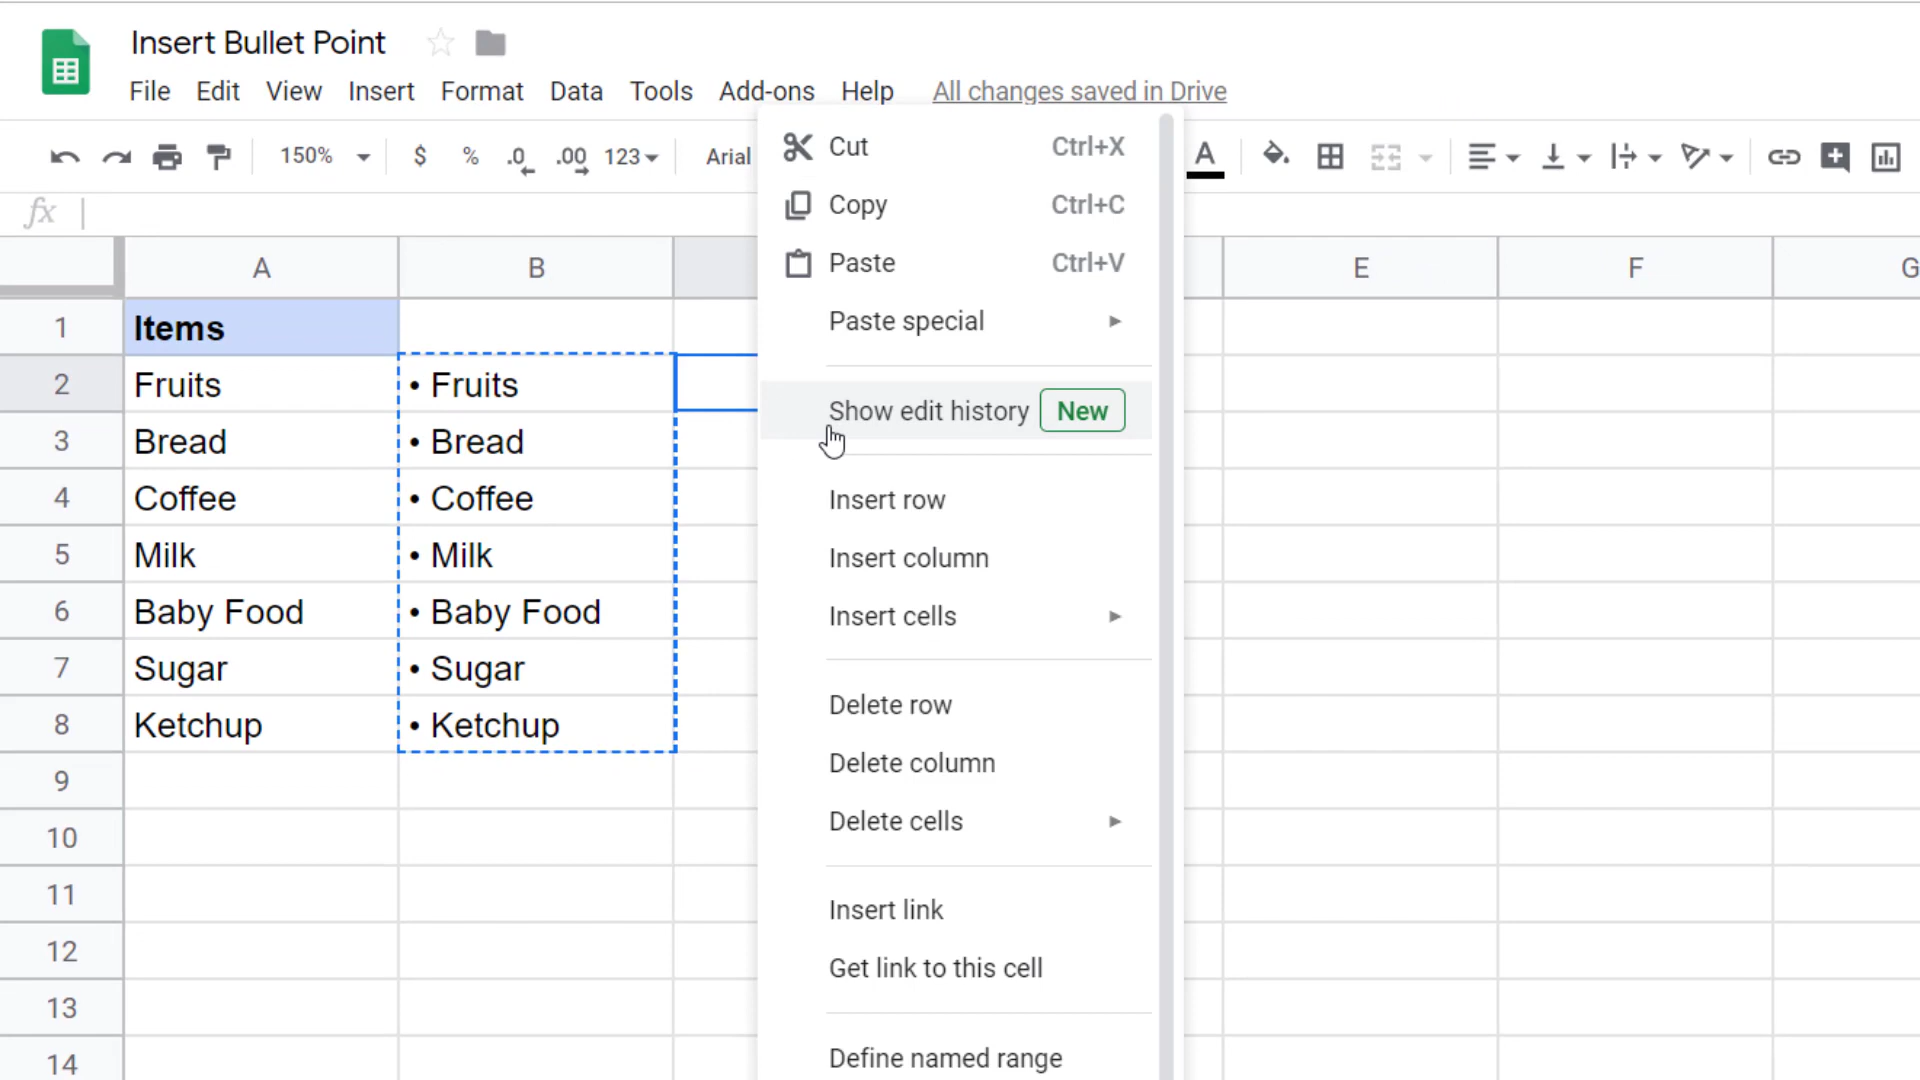 Insert Bullet Point
File Edit View Insert Format Data Tools Add-ons Help All changes saved in Drive
150% $ % .0 .00 123 Arial A
fx
A B E F G
1 Items
2 Fruits • Fruits
3 Bread • Bread
4 Coffee • Coffee
5 Milk • Milk
6 Baby Food • Baby Food
7 Sugar • Sugar
8 Ketchup • Ketchup
9
10
11
12
13
14
Cut Ctrl+X
Copy Ctrl+C
Paste Ctrl+V
Paste special
Show edit history New
Insert row
Insert column
Insert cells
Delete row
Delete column
Delete cells
Insert link
Get link to this cell
Define named range